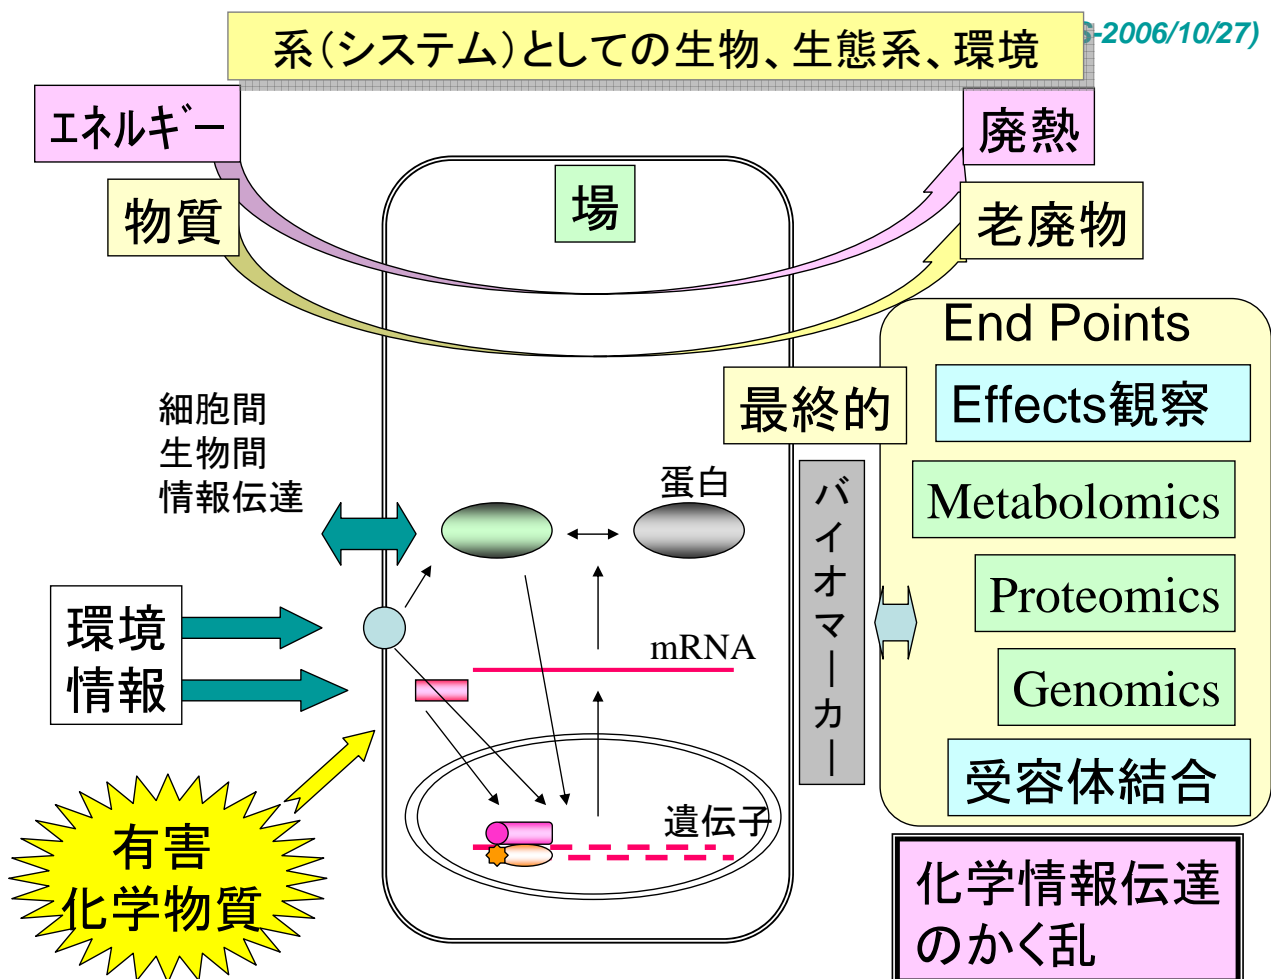 系(システム)としての生物、生態系、環境
-2006/10/27)
エネルギー
廃熱
物質
場
老廃物
End Points
最終的
Effects観察
細胞間
生物間
情報伝達
蛋白
バイオマーカー
Metabolomics
Proteomics
環境
情報
mRNA
Genomics
受容体結合
遺伝子
有害
化学物質
化学情報伝達
のかく乱